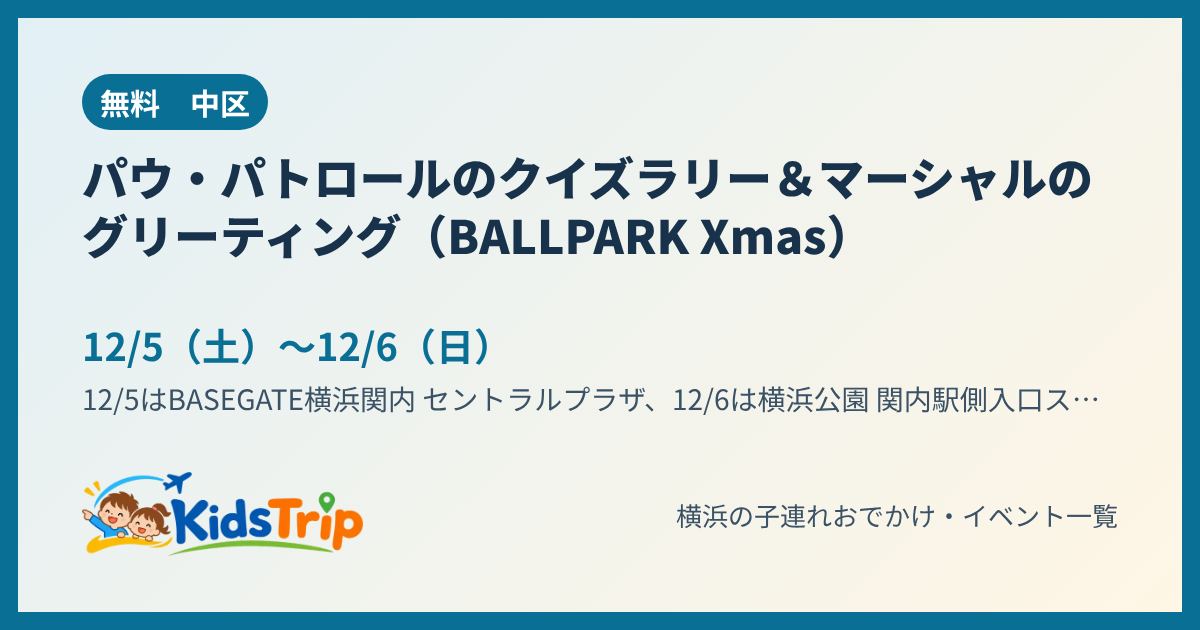 無料　中区
パウ・パトロールのクイズラリー＆マーシャルの
グリーティング（BALLPARK Xmas）
12/5（土）～12/6（日）
12/5はBASEGATE横浜関内 セントラルプラザ、12/6は横浜公園 関内駅側入口ス…
KidsTrip
横浜の子連れおでかけ・イベント一覧